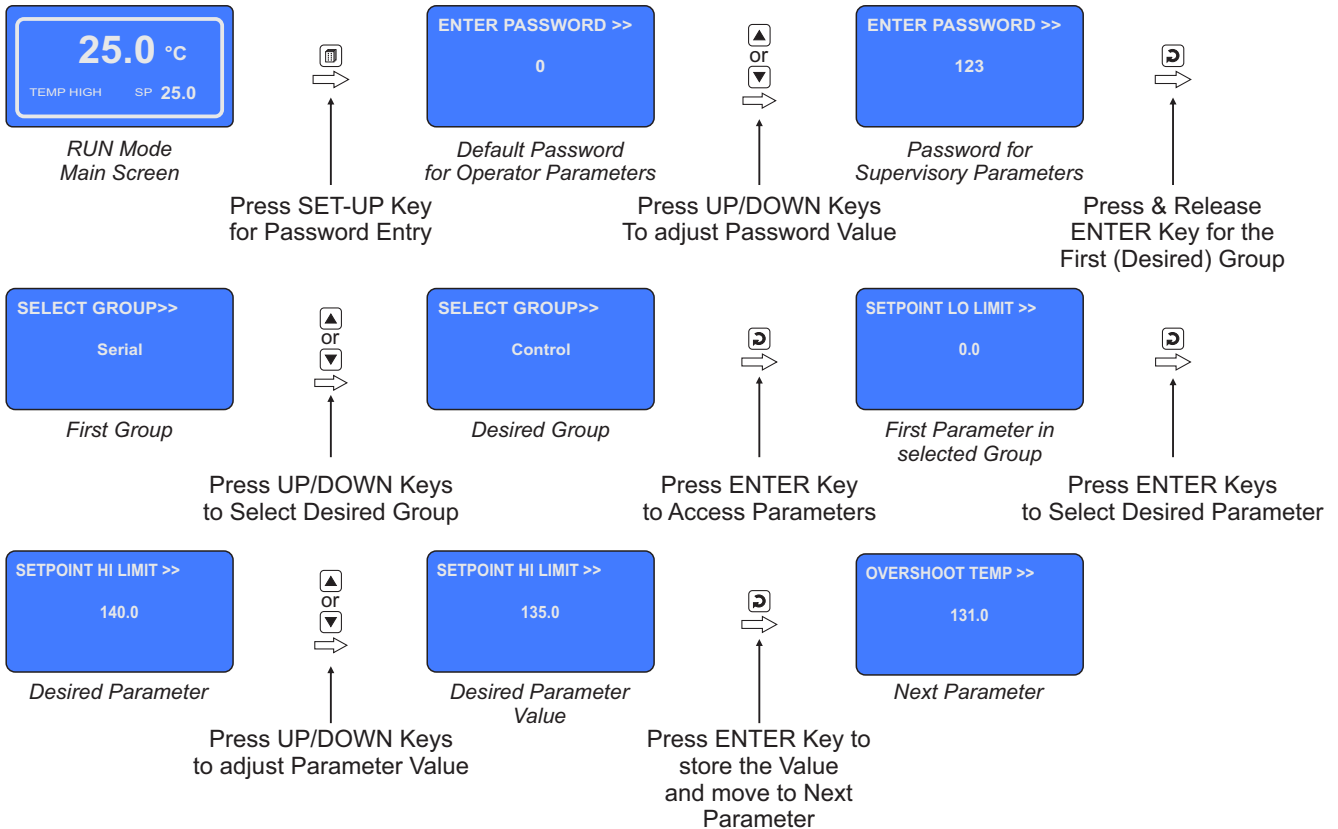 25.0 °C
TEMP HIGH SP 25.0
RUN Mode
Main Screen
Press SET-UP Key
for Password Entry
ENTER PASSWORD >>
0
Default Password
for Operator Parameters
or
Press UP/DOWN Keys
To adjust Password Value
ENTER PASSWORD >>
123
Password for
Supervisory Parameters
Press & Release
ENTER Key for the
First (Desired) Group
SELECT GROUP>>
Serial
First Group
or
Press UP/DOWN Keys
to Select Desired Group
SELECT GROUP>>
Control
Desired Group
Press ENTER Key
to Access Parameters
SETPOINT LO LIMIT >>
0.0
First Parameter in
selected Group
Press ENTER Keys
to Select Desired Parameter
SETPOINT HI LIMIT >>
140.0
Desired Parameter
or
Press UP/DOWN Keys
to adjust Parameter Value
SETPOINT HI LIMIT >>
135.0
Desired Parameter
Value
Press ENTER Key to
store the Value
and move to Next
Parameter
OVERSHOOT TEMP >>
131.0
Next Parameter